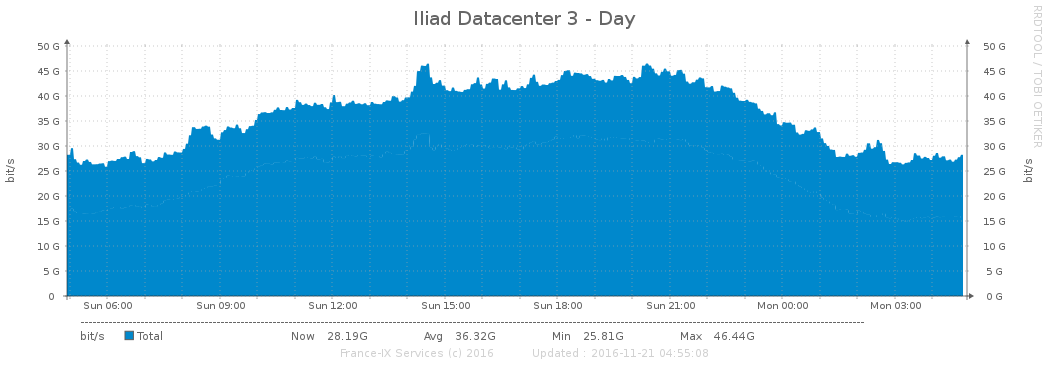 Iliad Datacenter 3 - Day
RRDTOOL / TOBI OETIKER
50 G 50 G
45 G 45 G
40 G 40 G
35 G 35 G
30 G 30 G
25 G 25 G
20 G 20 G
15 G 15 G
10 G 10 G
5 G 5 G
0 0 G
bit/s bit/s
Sun 06:00 Sun 09:00 Sun 12:00 Sun 15:00 Sun 18:00 Sun 21:00 Mon 00:00 Mon 03:00
bit/s Total Now 28.19G Avg 36.32G Min 25.81G Max 46.44G
France-IX Services (c) 2016 Updated : 2016-11-21 04:55:08